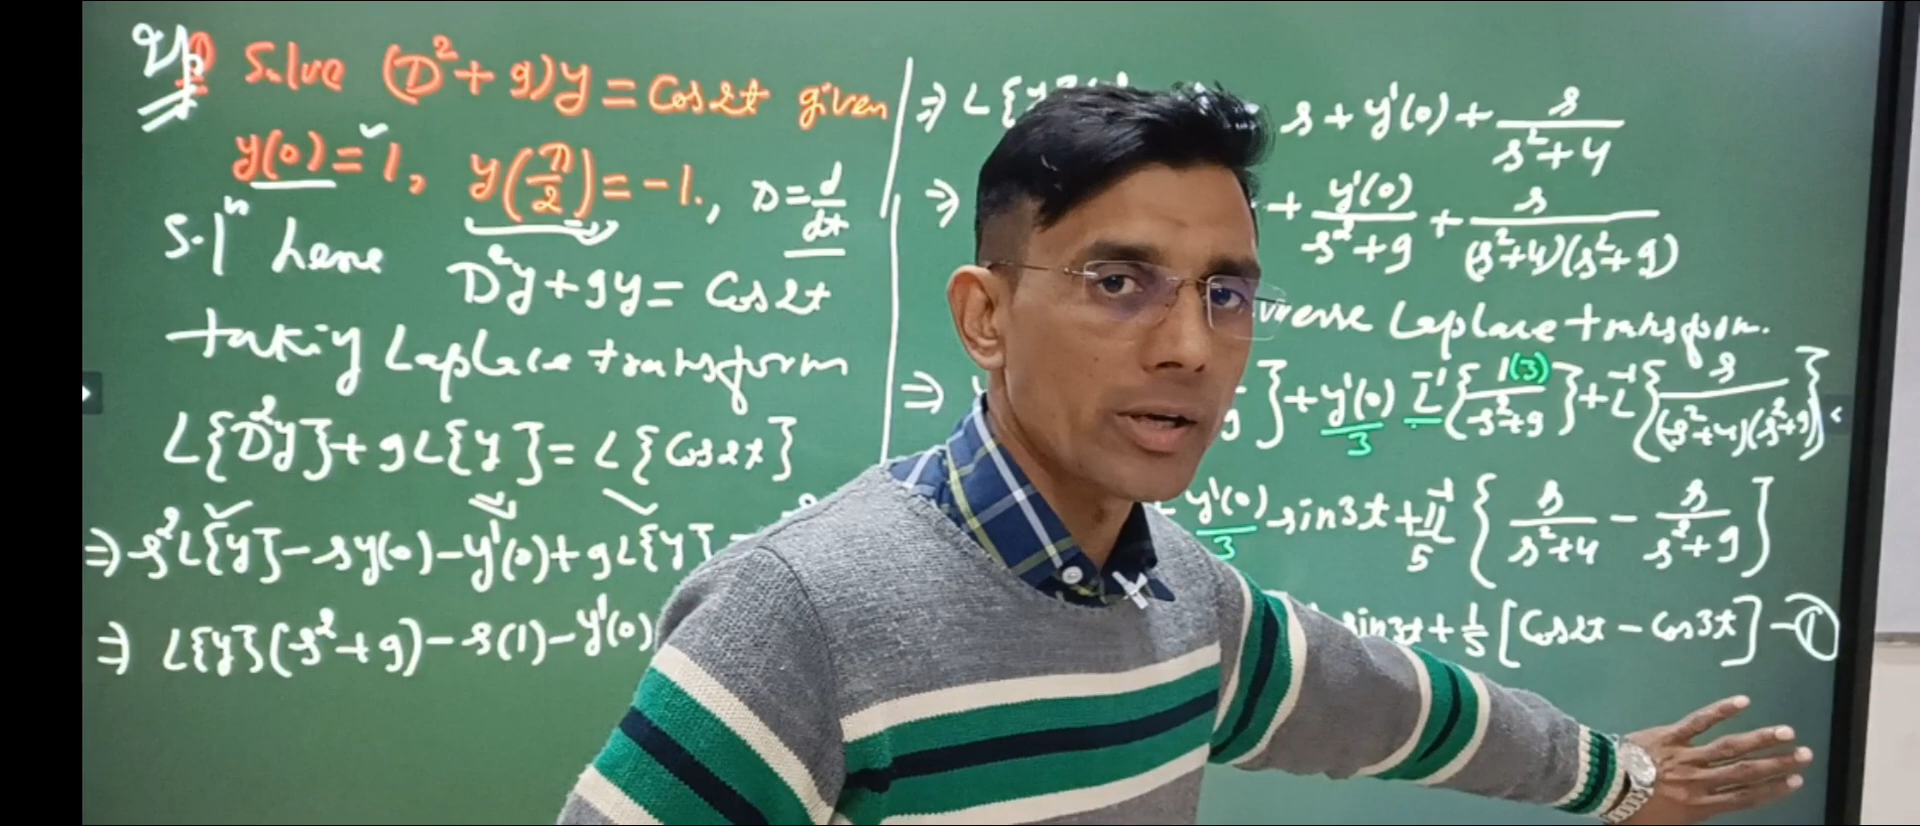 Solve (D²+9)y = Cos2t given
y(0) = 1, y(π/2) = -1. , D = d/dt
Sol^n here D²y+9y = Cos2t
taking Laplace transform
L{D²y}+9L{y} = L{Cos2t}
⇒ s²L{y}-sy(0)-y'(0)+9L{y}
⇒ L{y}(s²+9)-s(1)-y'(0)
⇒ L{ s+y'(0)+ s/(s²+4)
⇒ + y'(0)/(s²+9) + s/((s²+4)(s²+9))
Laplace transform.
⇒ }+ y'(0)/3 L⁻¹{1(3)/(s²+9)}+L⁻¹{s/((s²+4)(s²+9))}
y'(0)/3 sin3t + 1/5 L⁻¹ {s/(s²+4) - s/(s²+9)}
sin3t + 1/5 [Cos2t - Cos3t] -①